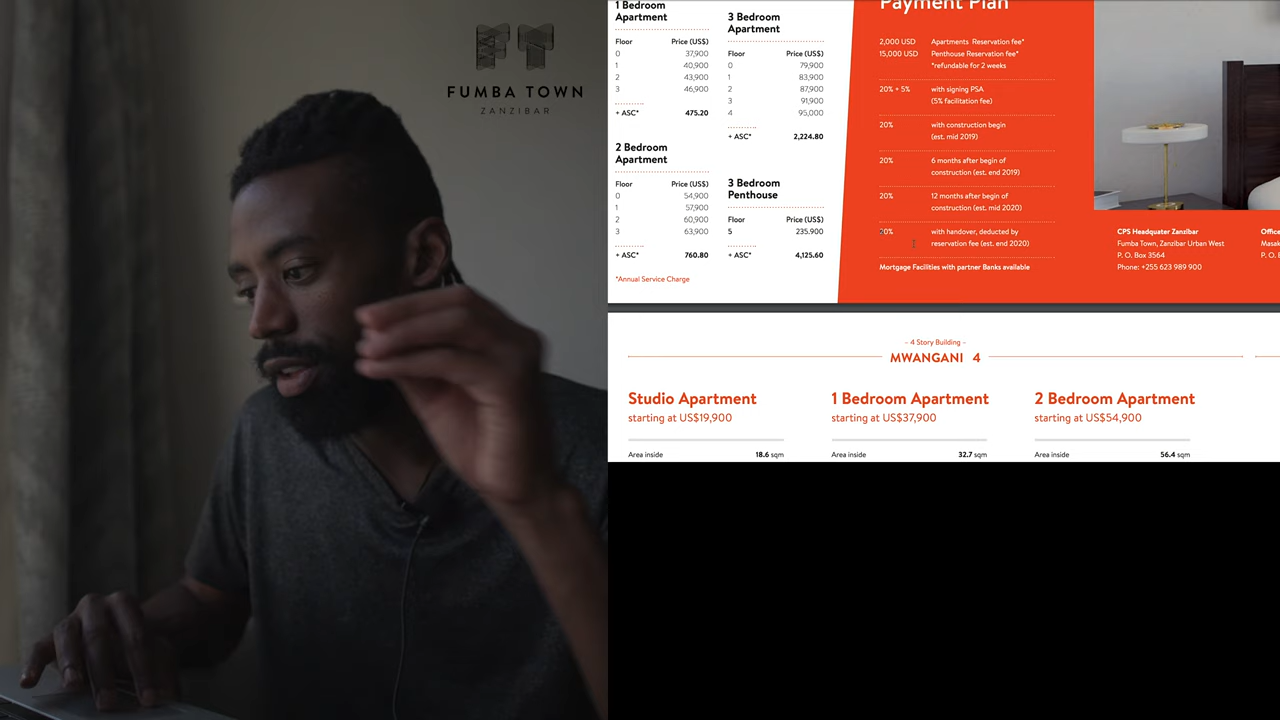 FT
FUMBA TOWN
ZANZIBAR
1 Bedroom
Apartment
Floor Price (US$)
0 37,900
1 40,900
2 43,900
3 46,900
+ ASC* 475.20
2 Bedroom
Apartment
Floor Price (US$)
0 54,900
1 57,900
2 60,900
3 63,900
+ ASC* 760.80
*Annual Service Charge
3 Bedroom
Apartment
Floor Price (US$)
0 79,900
1 83,900
2 87,900
3 91,900
4 95,000
+ ASC* 2,224.80
3 Bedroom
Penthouse
Floor Price (US$)
5 235.900
+ ASC* 4,125.60
Payment Plan
2,000 USD Apartments Reservation fee*
15,000 USD Penthouse Reservation fee*
*refundable for 2 weeks
20% + 5% with signing PSA
(5% facilitation fee)
20% with construction begin
(est. mid 2019)
20% 6 months after begin of
construction (est. end 2019)
20% 12 months after begin of
construction (est. mid 2020)
20% with handover, deducted by
reservation fee (est. end 2020)
Mortgage Facilities with partner Banks available
CPS Headquater Zanzibar
Fumba Town, Zanzibar Urban West
P. O. Box 3564
Phone: +255 623 989 900
Office
Masak
P. O. B
- 4 Story Building -
MWANGANI 4
Studio Apartment
starting at US$19,900
Area inside 18.6 sqm
1 Bedroom Apartment
starting at US$37,900
Area inside 32.7 sqm
2 Bedroom Apartment
starting at US$54,900
Area inside 56.4 sqm